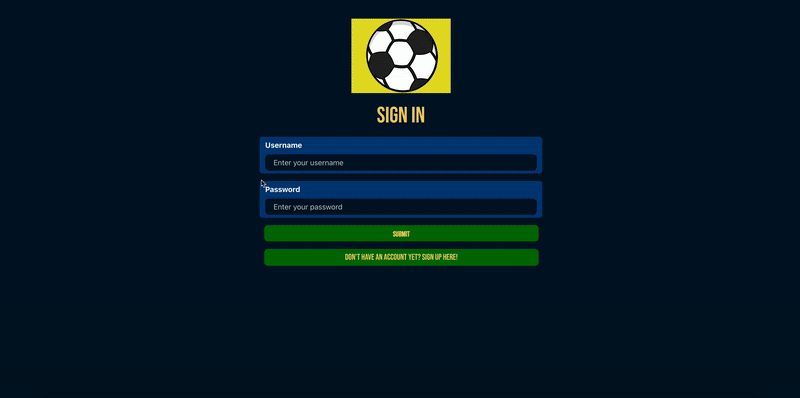 SIGN IN
Username
Enter your username
Password
Enter your password
SUBMIT
DON'T HAVE AN ACCOUNT YET? SIGN UP HERE!